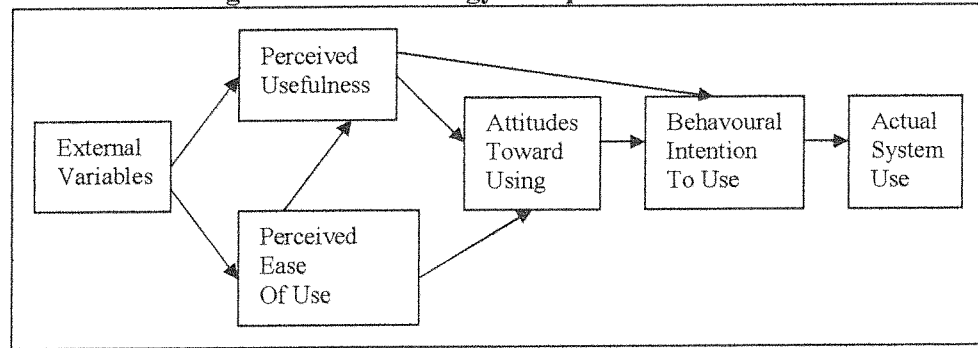 Perceived
Usefulness
External
Variables
Perceived
Ease
Of Use
Attitudes
Toward
Using
Behavoural
Intention
To Use
Actual
System
Use